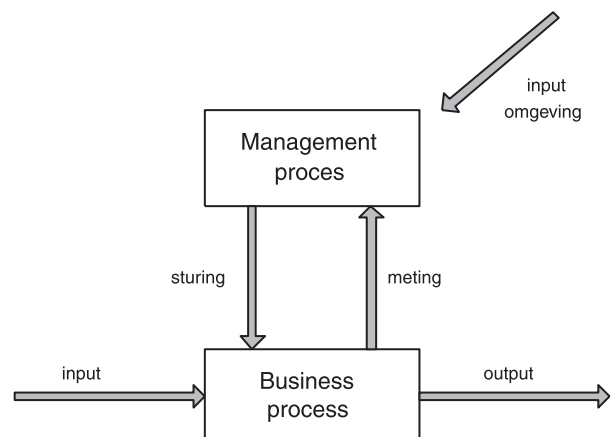 input
omgeving
Management
proces
sturing
meting
input
Business
process
output